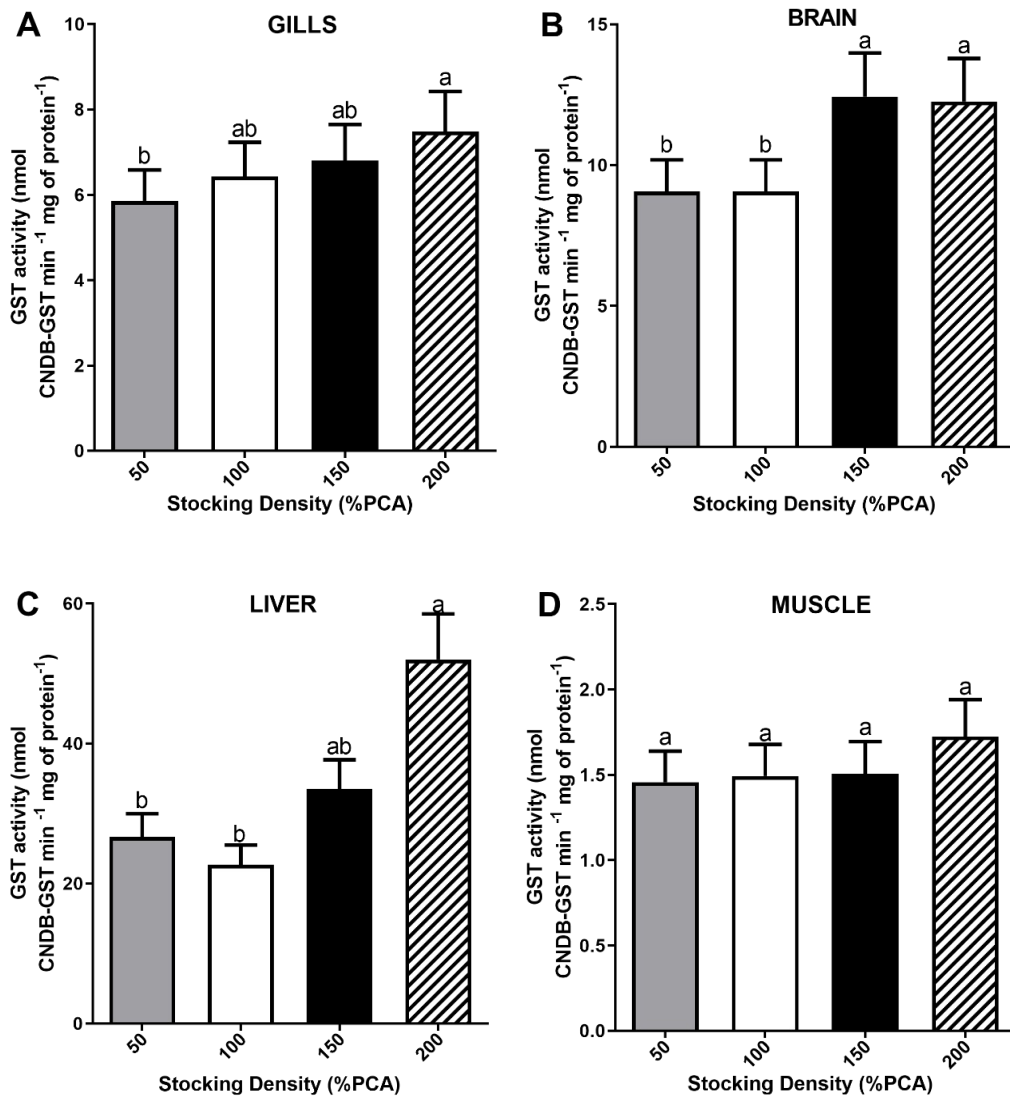 A
GILLS
GST activity (nmol
CNDB-GST min -1 mg of protein-1)
10
8
6
4
2
0
b
ab
ab
a
50
100
150
200
Stocking Density (%PCA)
B
BRAIN
GST activity (nmol
CNDB-GST min -1 mg of protein-1)
15
10
5
0
b
b
a
a
50
100
150
200
Stocking Density (%PCA)
C
LIVER
GST activity (nmol
CNDB-GST min -1 mg of protein-1)
60
40
20
0
b
b
ab
a
50
100
150
200
Stocking Density (%PCA)
D
MUSCLE
GST activity (nmol
CNDB-GST min -1 mg of protein-1)
2.5
2.0
1.5
1.0
0.5
0.0
a
a
a
a
50
100
150
200
Stocking Density (%PCA)